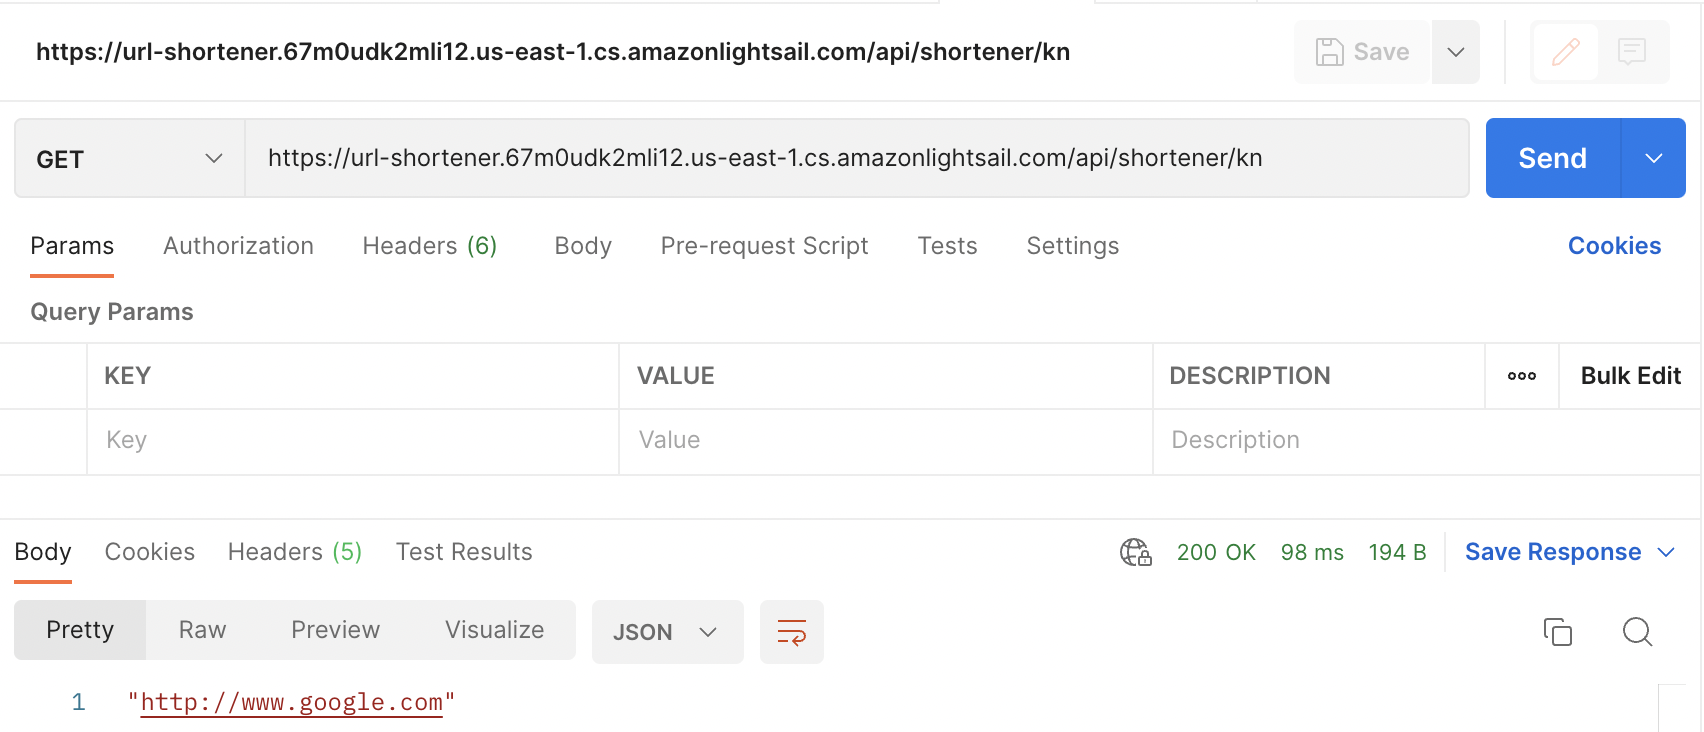 https://url-shortener.67m0udk2mli12.us-east-1.cs.amazonlightsail.com/api/shortener/kn Save
GET https://url-shortener.67m0udk2mli12.us-east-1.cs.amazonlightsail.com/api/shortener/kn Send
Params Authorization Headers (6) Body Pre-request Script Tests Settings Cookies
Query Params
KEY VALUE DESCRIPTION Bulk Edit
Key Value Description
Body Cookies Headers (5) Test Results 200 OK 98 ms 194 B Save Response
Pretty Raw Preview Visualize JSON
1 "http://www.google.com"